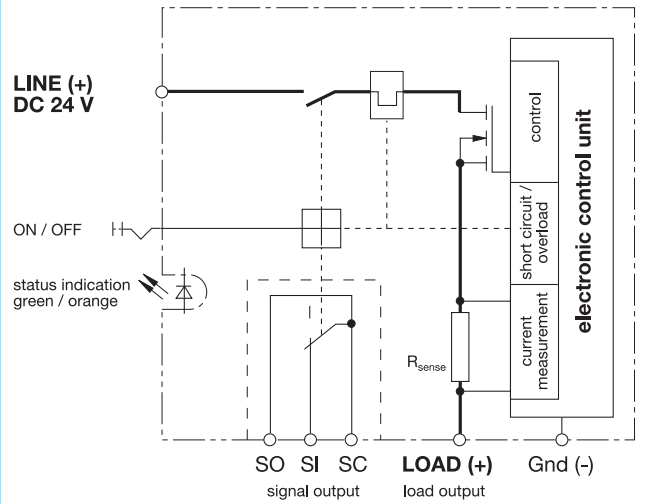 LINE (+)
DC 24 V
control
electronic control unit
ON / OFF
short circuit /
overload
status indication
green / orange
current
measurement
Rsense
SO SI SC LOAD (+) Gnd (-)
signal output load output